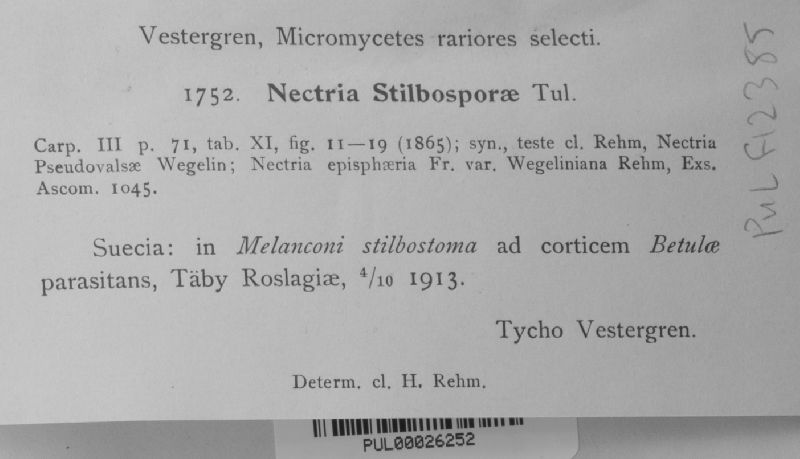 Vestergren, Micromycetes rariores selecti.
1752. Nectria Stilbosporæ Tul.
Carp. III p. 71, tab. XI, fig. 11—19 (1865); syn., teste cl. Rehm, Nectria
Pseudovalsæ Wegelin; Nectria episphæria Fr. var. Wegeliniana Rehm, Exs.
Ascom. 1045.
Suecia: in Melanconi stilbostoma ad corticem Betulæ
parasitans, Täby Roslagiæ, 4/10 1913.
Tycho Vestergren.
Determ. cl. H. Rehm.
PUL F12385
PUL00026252